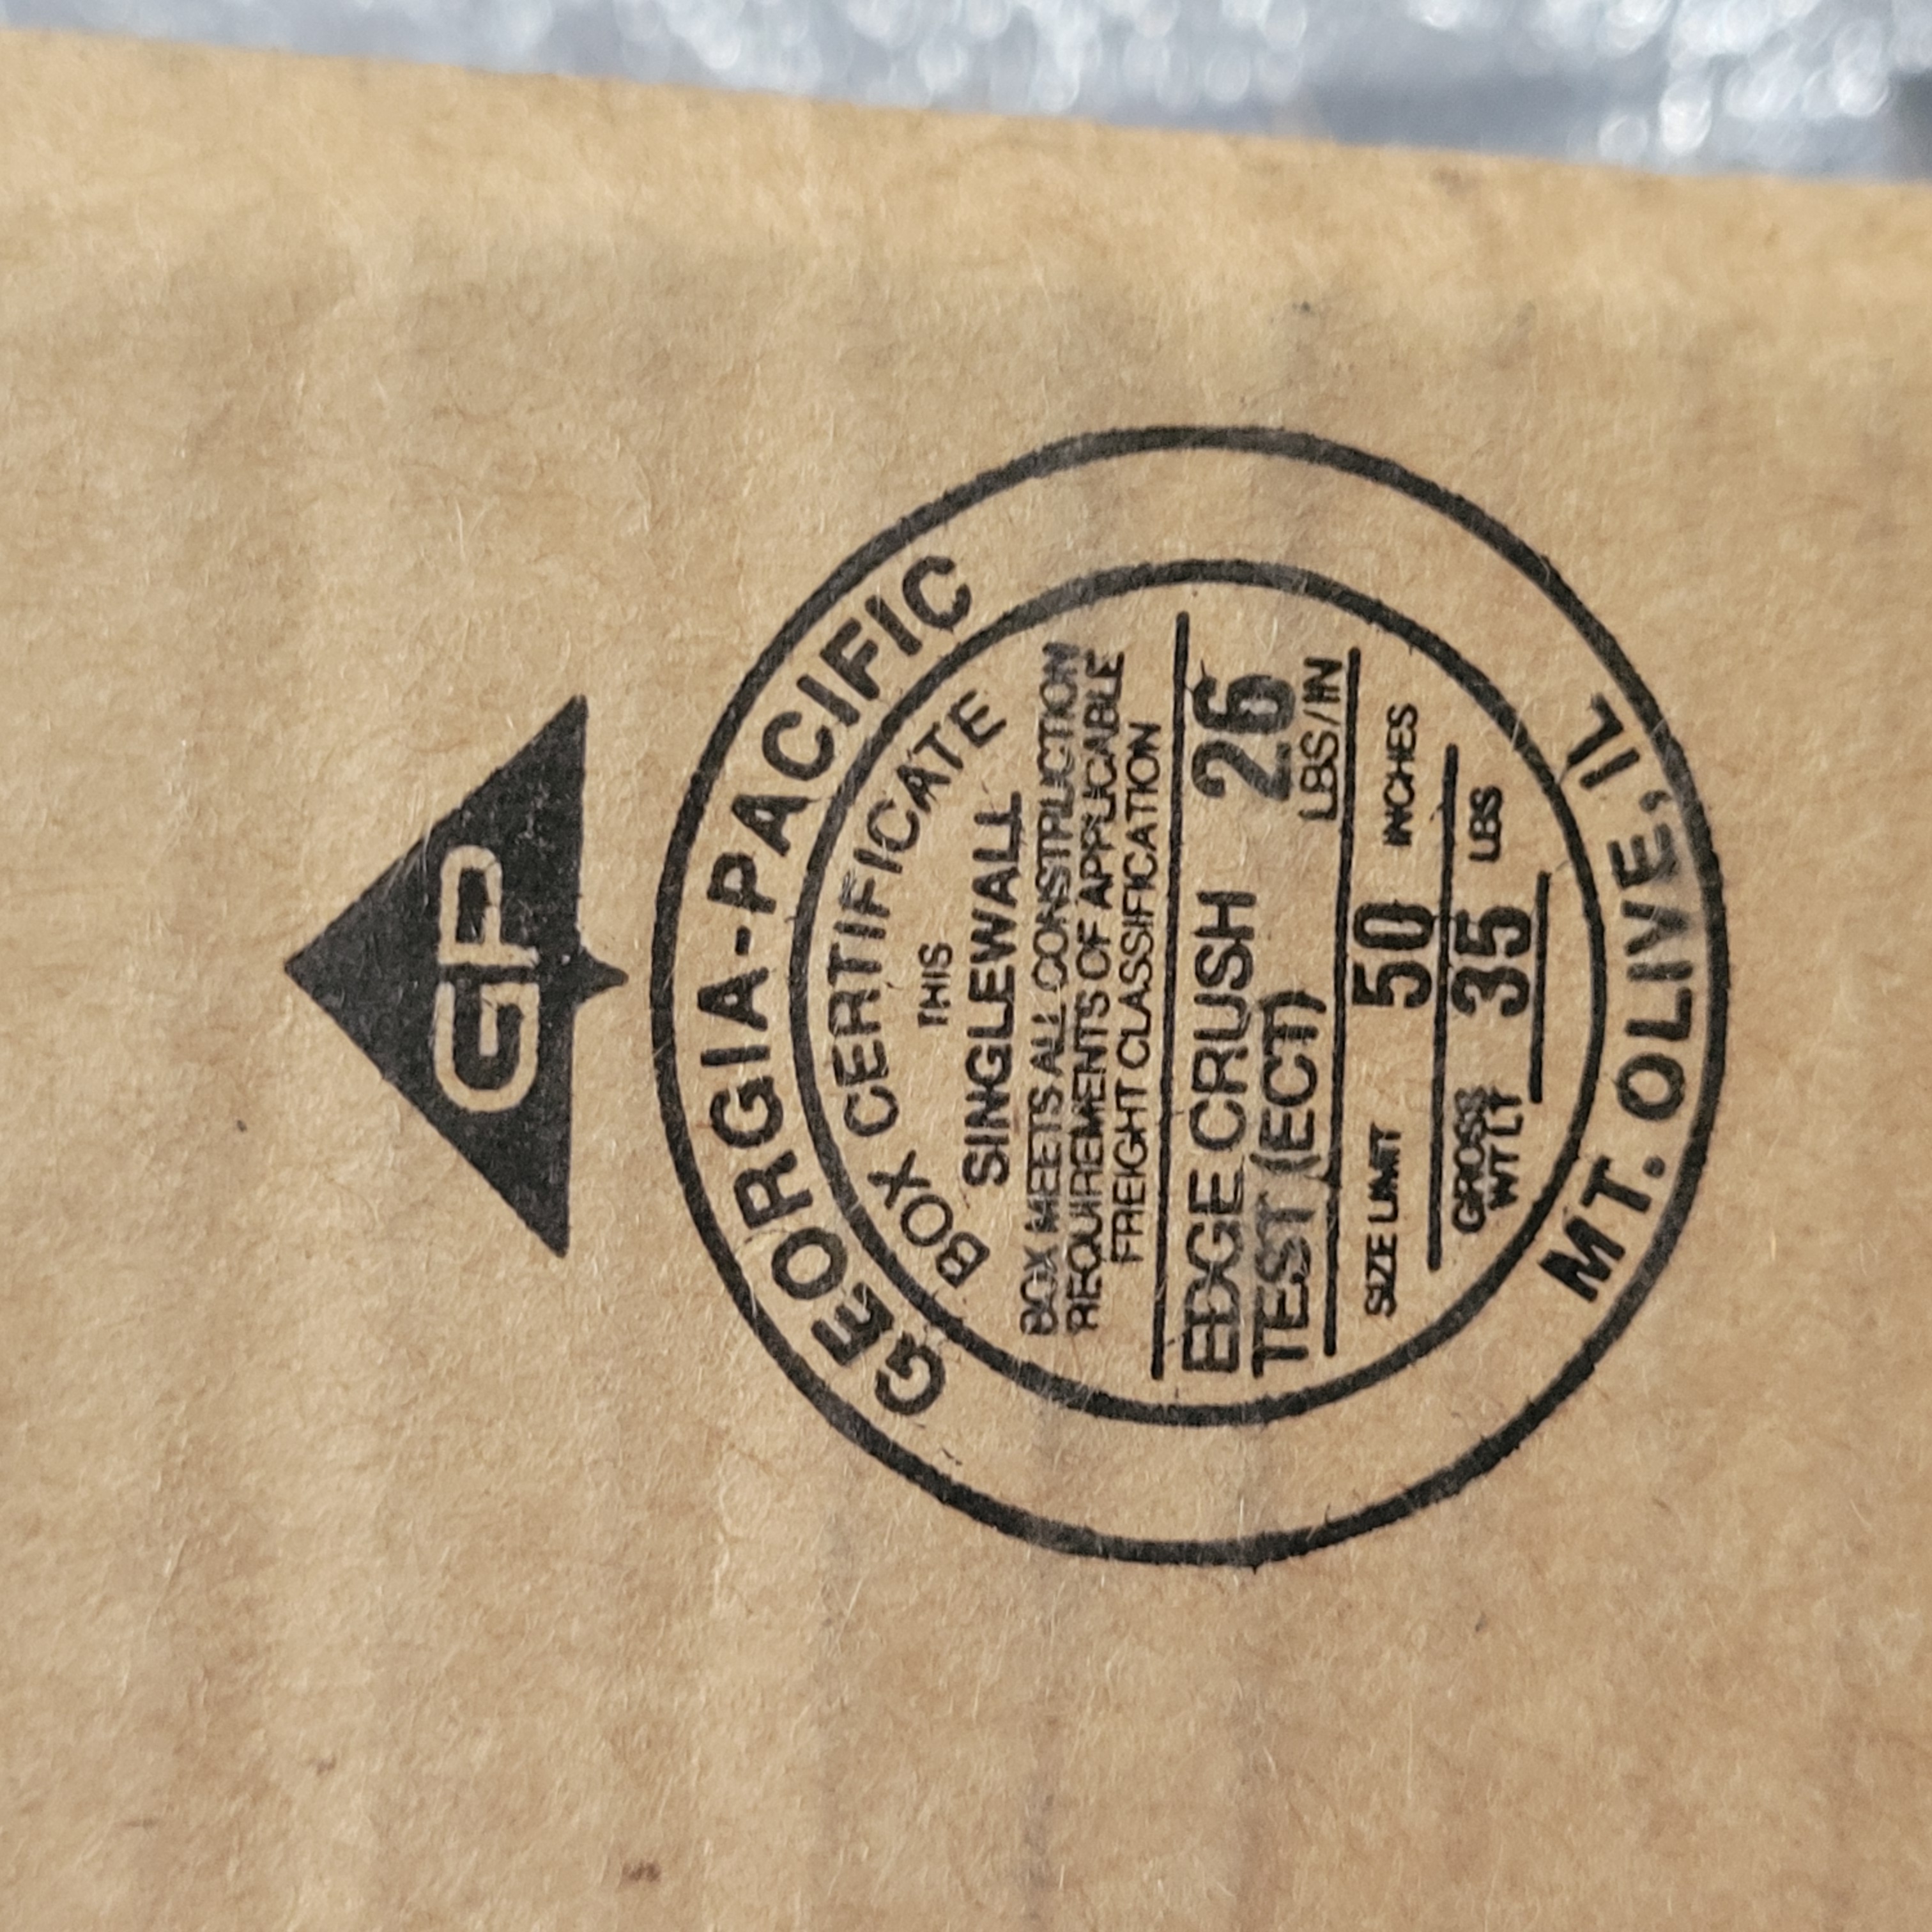 GP
GEORGIA-PACIFIC
BOX CERTIFICATE
THIS
SINGLEWALL
BOX MEETS ALL CONSTRUCTION
REQUIREMENTS OF APPLICABLE
FREIGHT CLASSIFICATION
EDGE CRUSH 26
TEST (ECT) LBS/IN
SIZE LIMIT 50 INCHES
GROSS 35 LBS
WT LT
MT. OLIVE, IL